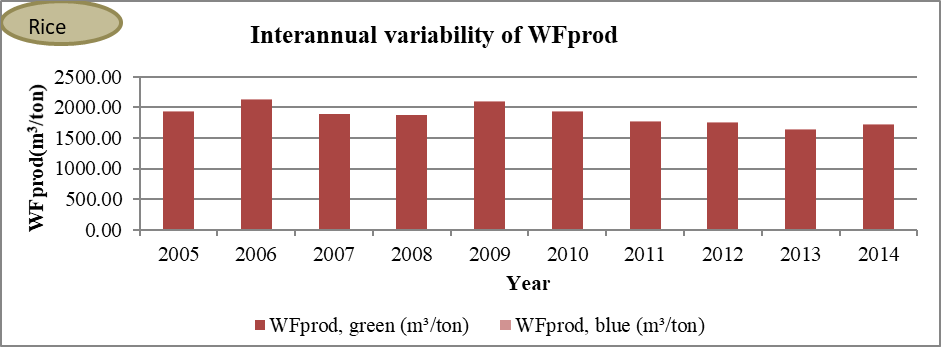 Rice
Interannual variability of WFprod
WFprod(m³/ton)
2500.00
2000.00
1500.00
1000.00
500.00
0.00
2005 2006 2007 2008 2009 2010 2011 2012 2013 2014
Year
WFprod, green (m³/ton) WFprod, blue (m³/ton)